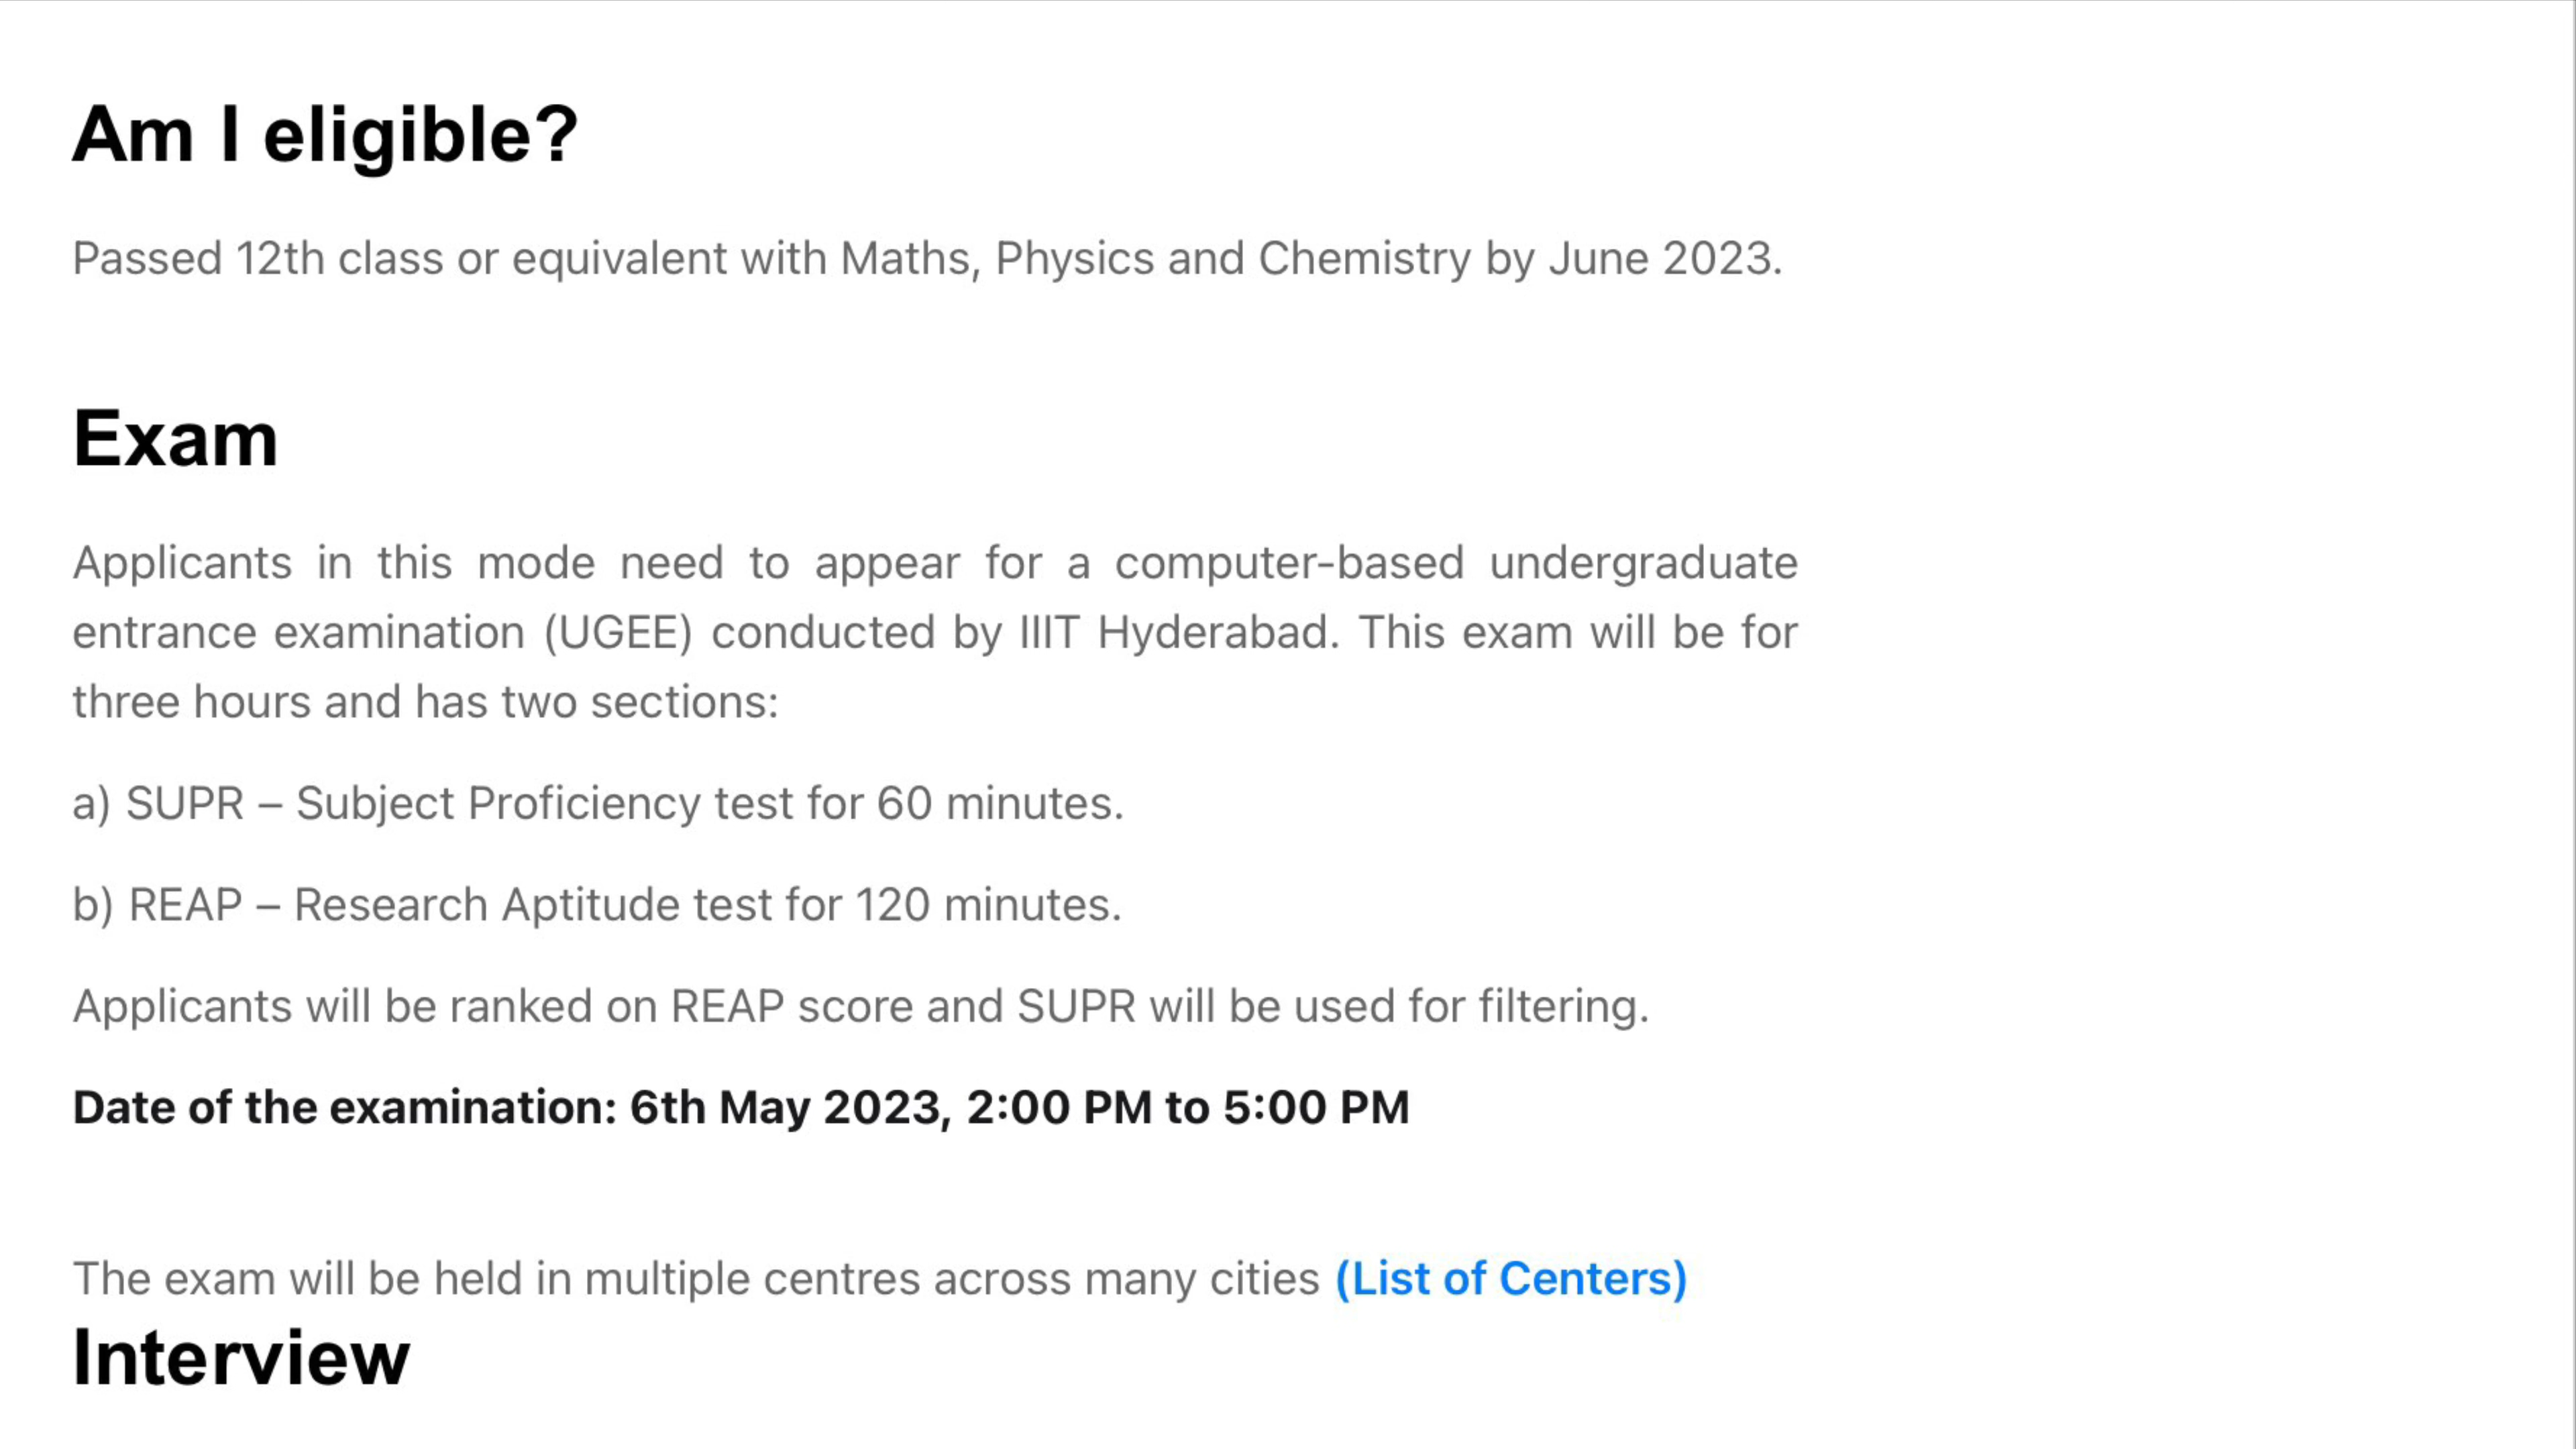 Am I eligible?
Passed 12th class or equivalent with Maths, Physics and Chemistry by June 2023.
Exam
Applicants in this mode need to appear for a computer-based undergraduate
entrance examination (UGEE) conducted by IIIT Hyderabad. This exam will be for
three hours and has two sections:
a) SUPR – Subject Proficiency test for 60 minutes.
b) REAP – Research Aptitude test for 120 minutes.
Applicants will be ranked on REAP score and SUPR will be used for filtering.
Date of the examination: 6th May 2023, 2:00 PM to 5:00 PM
The exam will be held in multiple centres across many cities (List of Centers)
Interview